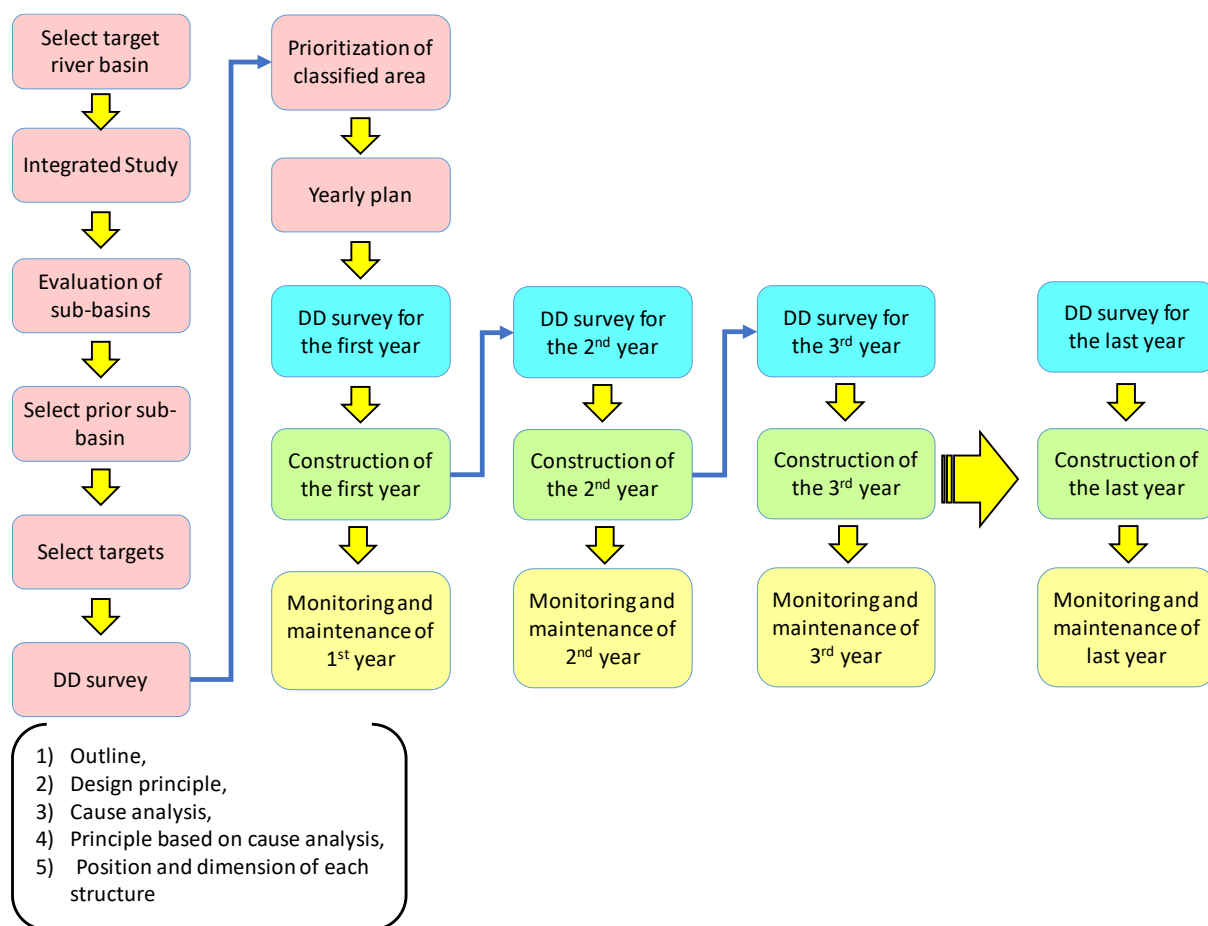 Select target
river basin
Integrated Study
Evaluation of
sub-basins
Select prior sub-
basin
Select targets
DD survey
1) Outline,
2) Design principle,
3) Cause analysis,
4) Principle based on cause analysis,
5) Position and dimension of each
structure
Prioritization of
classified area
Yearly plan
DD survey for
the first year
Construction of
the first year
Monitoring and
maintenance of
1st year
DD survey for
the 2nd year
Construction of
the 2nd year
Monitoring and
maintenance of
2nd year
DD survey for
the 3rd year
Construction of
the 3rd year
Monitoring and
maintenance of
3rd year
DD survey for
the last year
Construction of
the last year
Monitoring and
maintenance of
last year